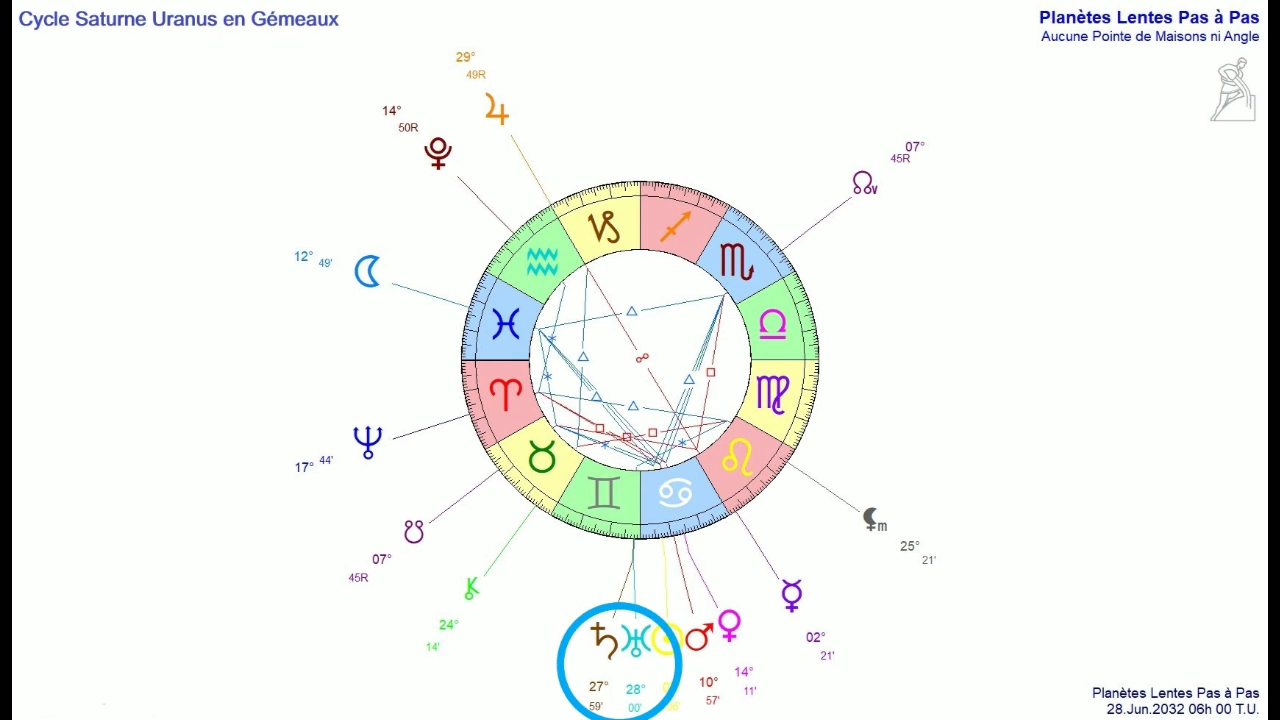 Cycle Saturne Uranus en Gémeaux
Planètes Lentes Pas à Pas
Aucune Pointe de Maisons ni Angle
29°
49R
14°
50R
07°
45R
12° 49'
17° 44'
07°
45R
m
25°
21'
24°
14'
02°
21'
27°
59'
28°
00'
10°
57'
14°
11'
Planètes Lentes Pas à Pas
28.Jun.2032 06h 00 T.U.